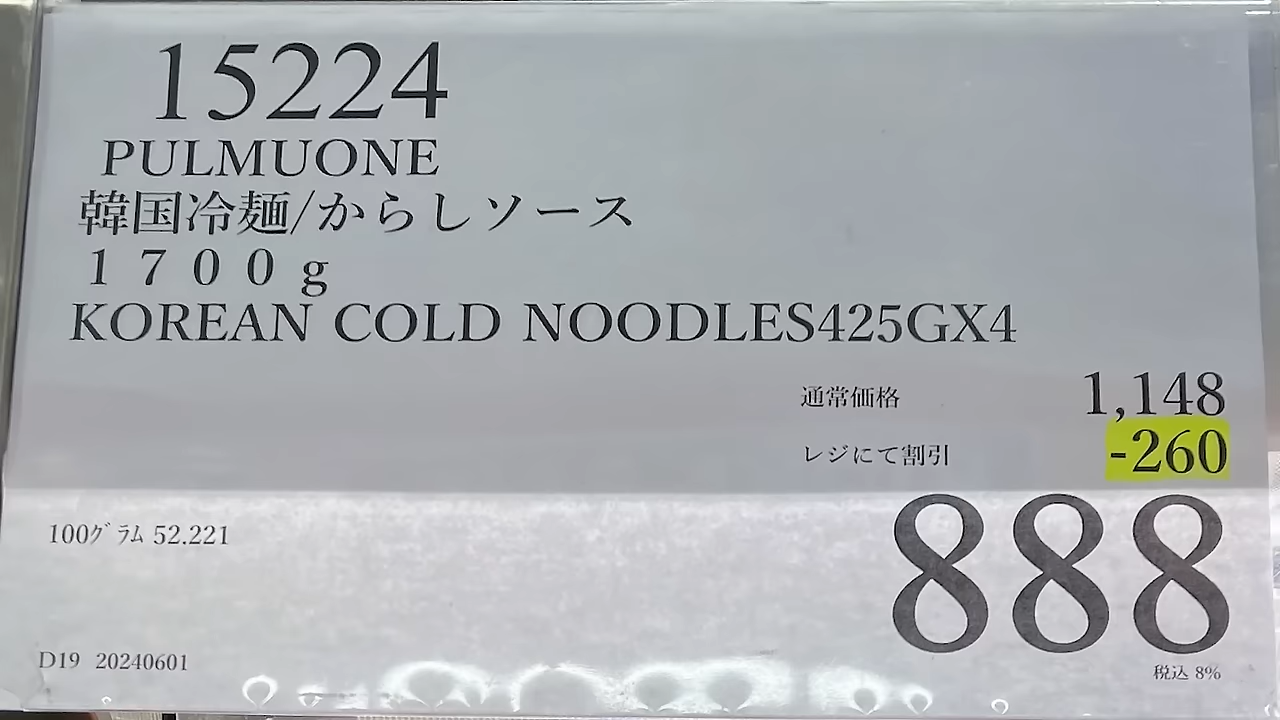 15224
PULMUONE
韓国冷麺/からしソース
１７００g
KOREAN COLD NOODLES425GX4
通常価格 1,148
レジにて割引 -260
100ｸﾞﾗﾑ 52.221
888
税込 8%
D19 20240601